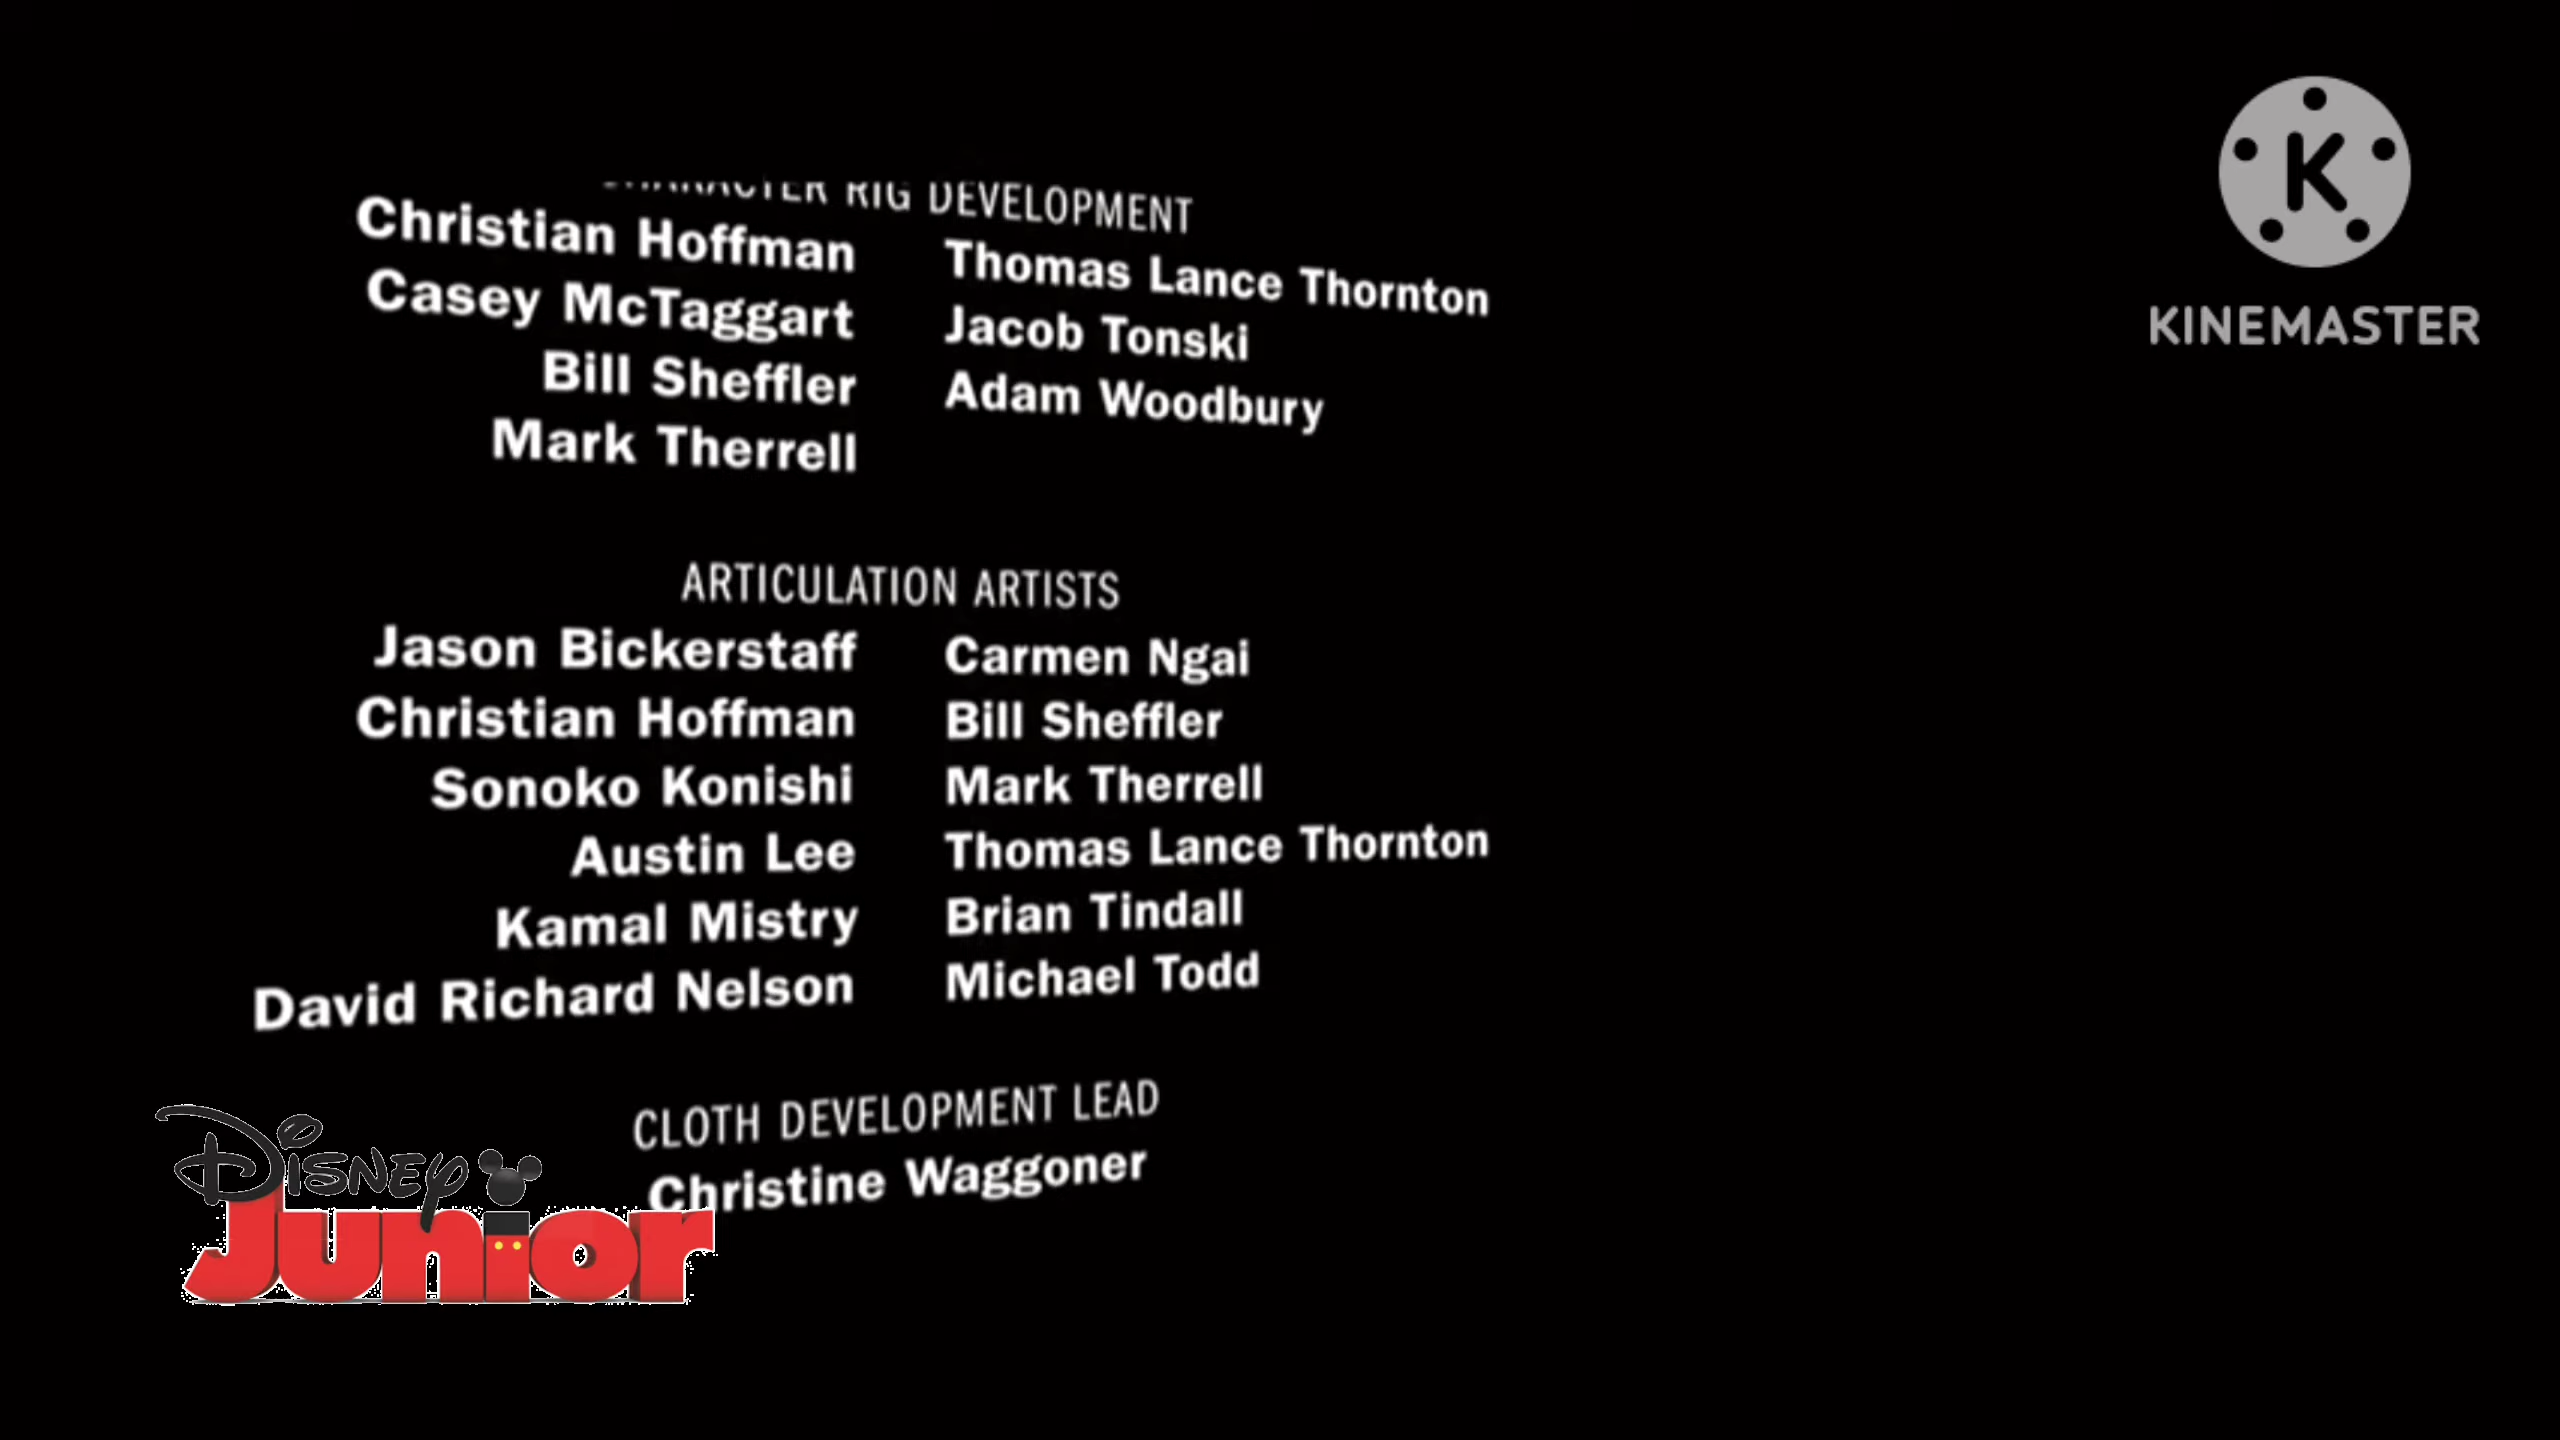 CHARACTER RIG DEVELOPMENT
Christian Hoffman
Casey McTaggart
Bill Sheffler
Mark Therrell
Thomas Lance Thornton
Jacob Tonski
Adam Woodbury
ARTICULATION ARTISTS
Jason Bickerstaff
Christian Hoffman
Sonoko Konishi
Austin Lee
Kamal Mistry
David Richard Nelson
Carmen Ngai
Bill Sheffler
Mark Therrell
Thomas Lance Thornton
Brian Tindall
Michael Todd
CLOTH DEVELOPMENT LEAD
Christine Waggoner
Disney
Junior
K
KINEMASTER